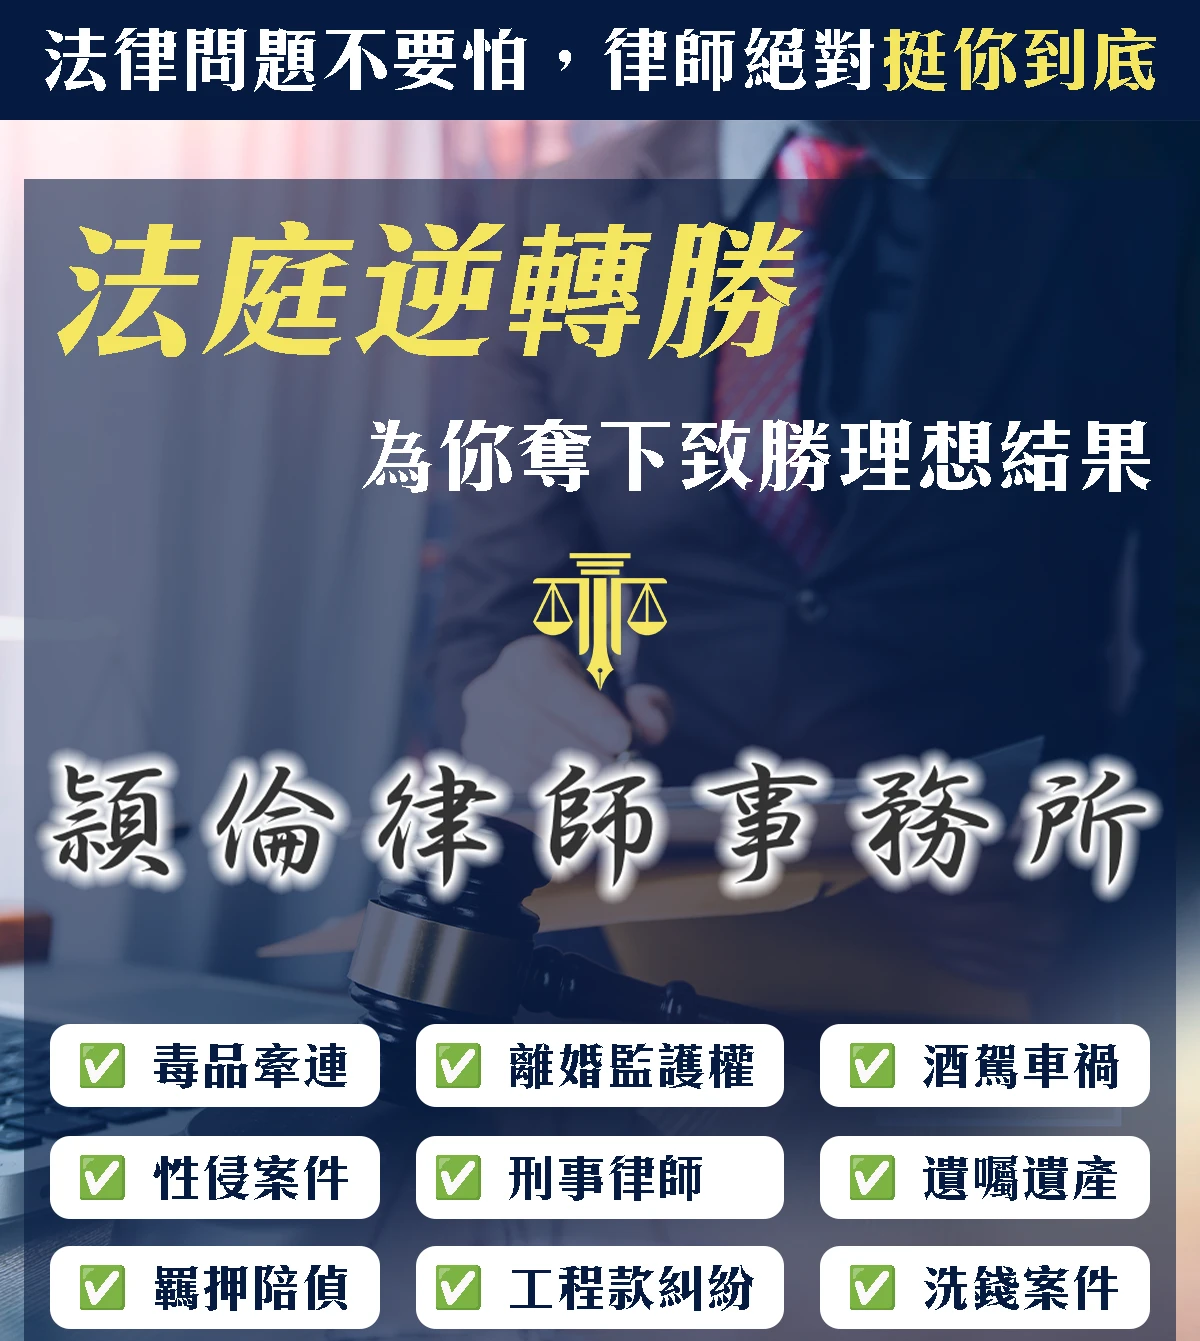 法律問題不要怕，律師絕對挺你到底
法庭逆轉勝
為你奪下致勝理想結果
穎倫律師事務所
✅ 毒品牽連
✅ 離婚監護權
✅ 酒駕車禍
✅ 性侵案件
✅ 刑事律師
✅ 遺囑遺產
✅ 羈押陪偵
✅ 工程款糾紛
✅ 洗錢案件